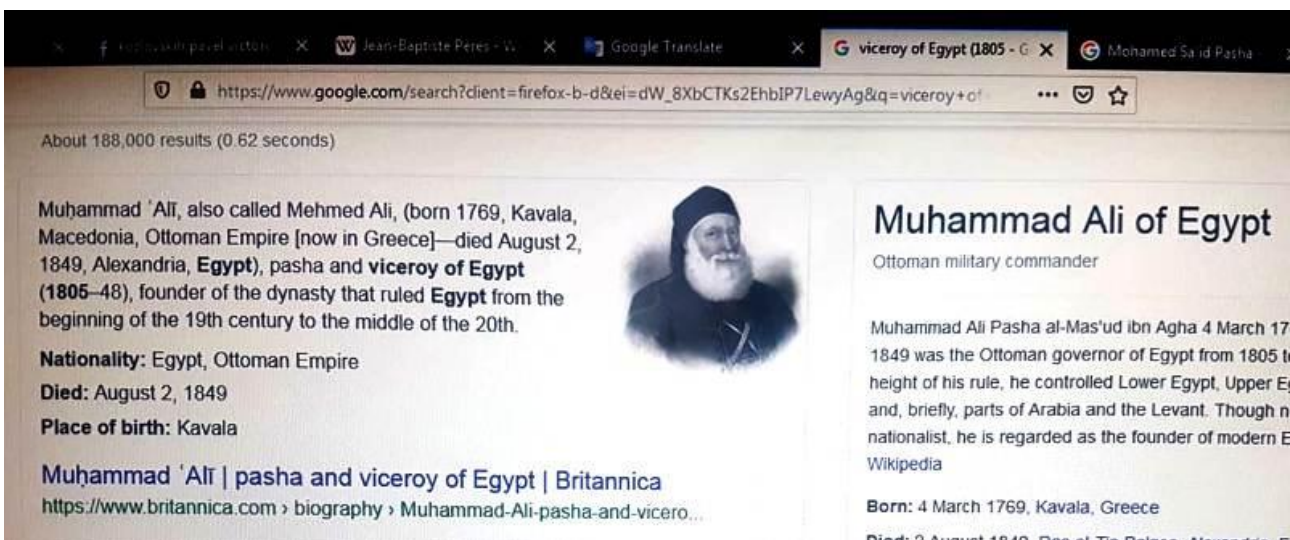 Jean-Baptiste Pérès - W
Google Translate
viceroy of Egypt (1805 - G
Mohamed Sa id Pasha -
https://www.google.com/search?client=firefox-b-d&ei=dW_8XbCTKs2EhbIP7LewyAg&q=viceroy+of
About 188,000 results (0.62 seconds)
Muḥammad ʿAlī, also called Mehmed Ali, (born 1769, Kavala,
Macedonia, Ottoman Empire [now in Greece]—died August 2,
1849, Alexandria, Egypt), pasha and viceroy of Egypt
(1805–48), founder of the dynasty that ruled Egypt from the
beginning of the 19th century to the middle of the 20th.
Nationality: Egypt, Ottoman Empire
Died: August 2, 1849
Place of birth: Kavala
Muḥammad ʿAlī | pasha and viceroy of Egypt | Britannica
https://www.britannica.com › biography › Muhammad-Ali-pasha-and-vicero...
Muhammad Ali of Egypt
Ottoman military commander
Muhammad Ali Pasha al-Mas'ud ibn Agha 4 March 17
1849 was the Ottoman governor of Egypt from 1805 t
height of his rule, he controlled Lower Egypt, Upper Eg
and, briefly, parts of Arabia and the Levant. Though n
nationalist, he is regarded as the founder of modern E
Wikipedia
Born: 4 March 1769, Kavala, Greece